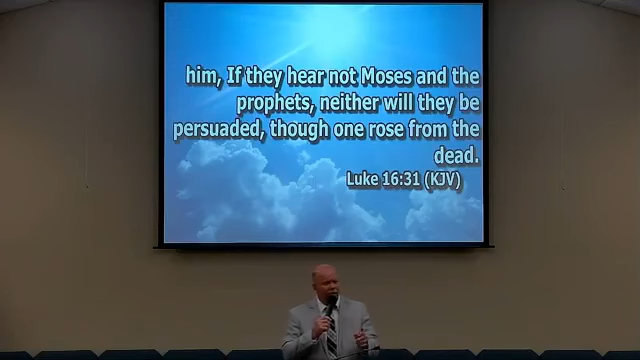 him, If they hear not Moses and the
prophets, neither will they be
persuaded, though one rose from the
dead.
Luke 16:31 (KJV)